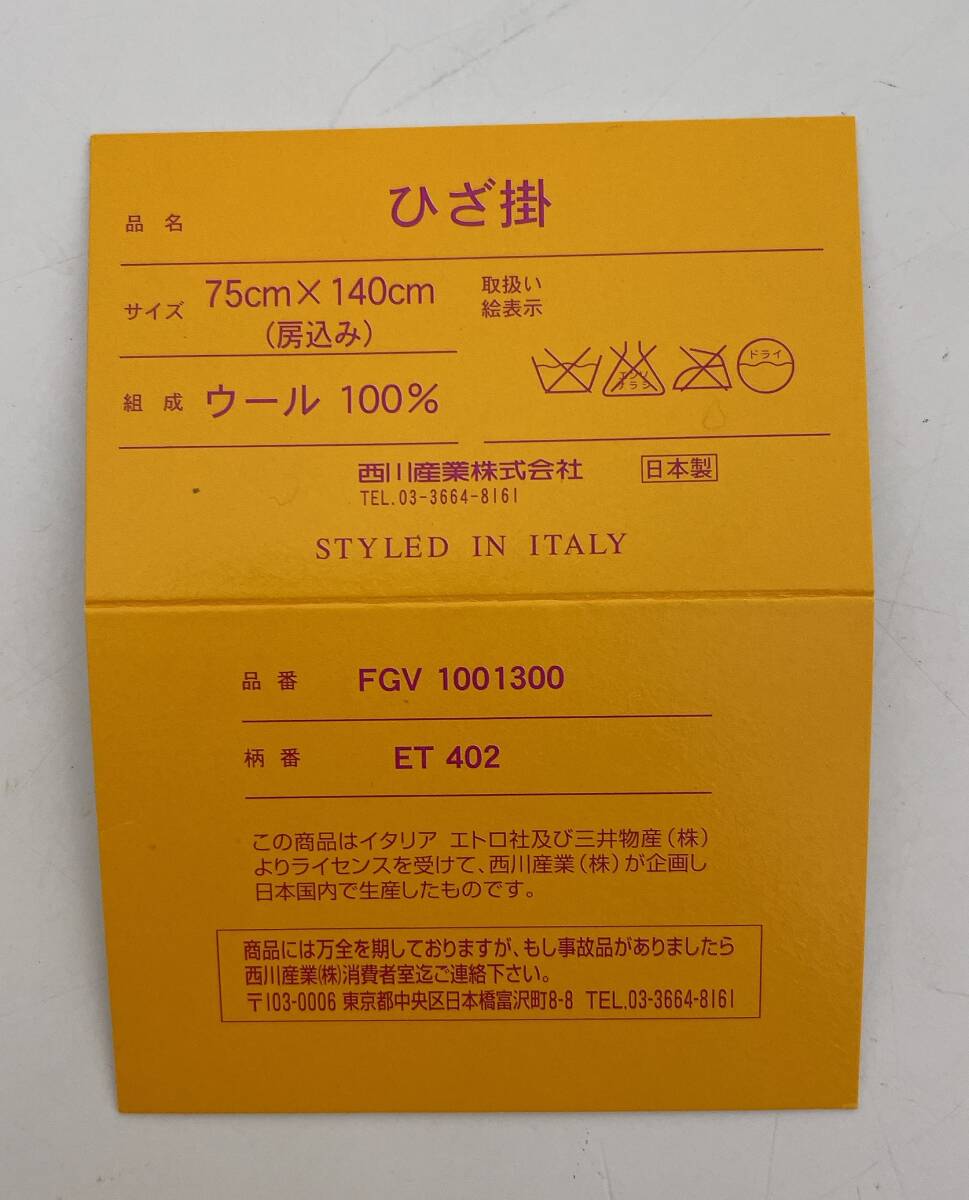 品名 ひざ掛
サイズ 75cm×140cm
(房込み)
組成 ウール 100%
取扱い
絵表示
エンソ
サラシ
ドライ
西川産業株式会社 日本製
TEL.03-3664-8161
STYLED IN ITALY
品番 FGV 1001300
柄番 ET 402
この商品はイタリア エトロ社及び三井物産(株)
よりライセンスを受けて、西川産業(株)が企画し
日本国内で生産したものです。
商品には万全を期しておりますが、もし事故品がありましたら
西川産業(株)消費者室迄ご連絡下さい。
〒103-0006 東京都中央区日本橋富沢町8-8 TEL.03-3664-8161